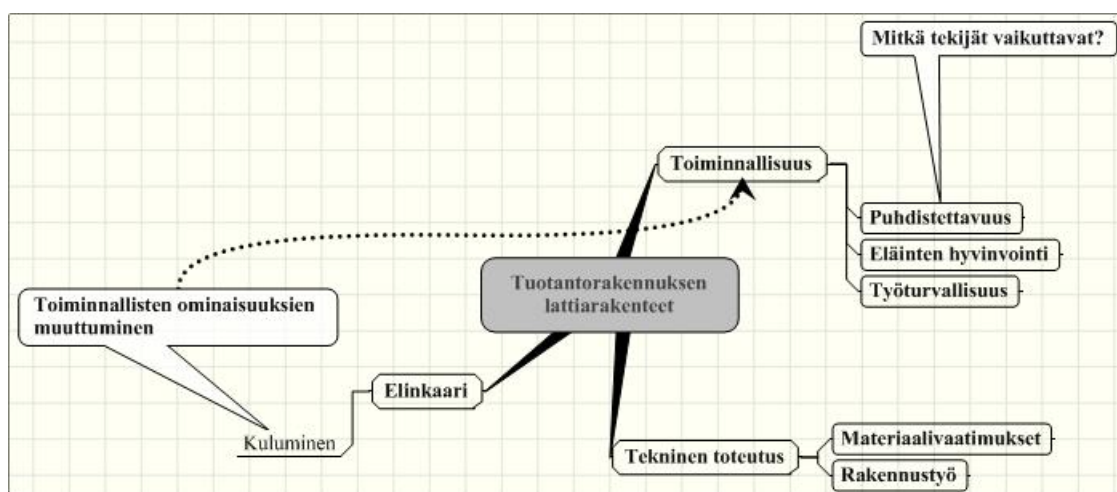 Mitkä tekijät vaikuttavat?
Toiminnallisuus
Puhdistettavuus
Eläinten hyvinvointi
Työturvallisuus
Tuotantorakennuksen
lattiarakenteet
Toiminnallisten ominaisuuksien
muuttuminen
Elinkaari
Kuluminen
Tekninen toteutus
Materiaalivaatimukset
Rakennustyö